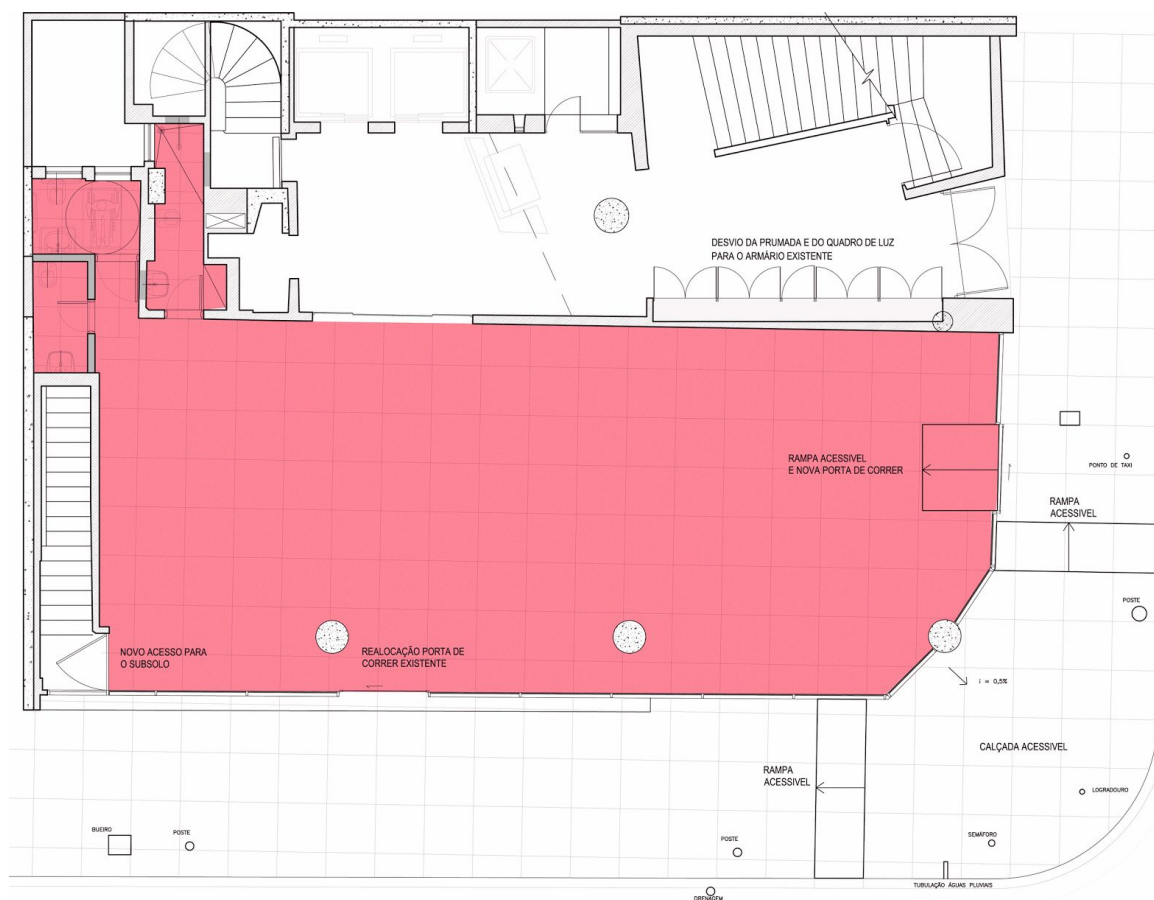 DESVIO DA PRUMADA E DO QUADRO DE LUZ
PARA O ARMÁRIO EXISTENTE
RAMPA ACESSIVEL
E NOVA PORTA DE CORRER
PONTO DE TAXI
RAMPA
ACESSIVEL
POSTE
NOVO ACESSO PARA
O SUBSOLO
REALOCAÇÃO PORTA DE
CORRER EXISTENTE
i = 0,5%
CALÇADA ACESSIVEL
RAMPA
ACESSIVEL
LOGRADOURO
BUEIRO
POSTE
POSTE
SEMÁFORO
TUBULAÇÃO ÁGUAS PLUVIAIS
DRENAGEM